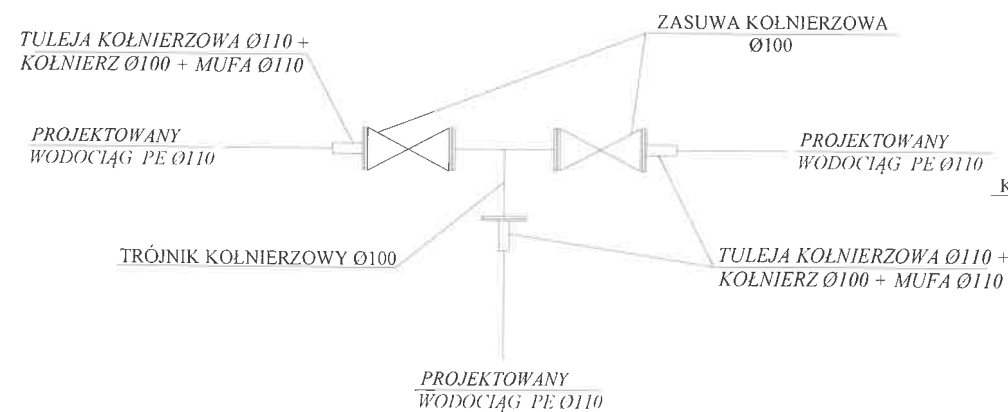 ZASUWA KOŁNIERZOWA
Ø100
TULEJA KOŁNIERZOWA Ø110 +
KOŁNIERZ Ø100 + MUFA Ø110
PROJEKTOWANY
WODOCIĄG PE Ø110
PROJEKTOWANY
WODOCIĄG PE Ø110
K
TRÓJNIK KOŁNIERZOWY Ø100
TULEJA KOŁNIERZOWA Ø110 +
KOŁNIERZ Ø100 + MUFA Ø110
PROJEKTOWANY
WODOCIĄG PE Ø110